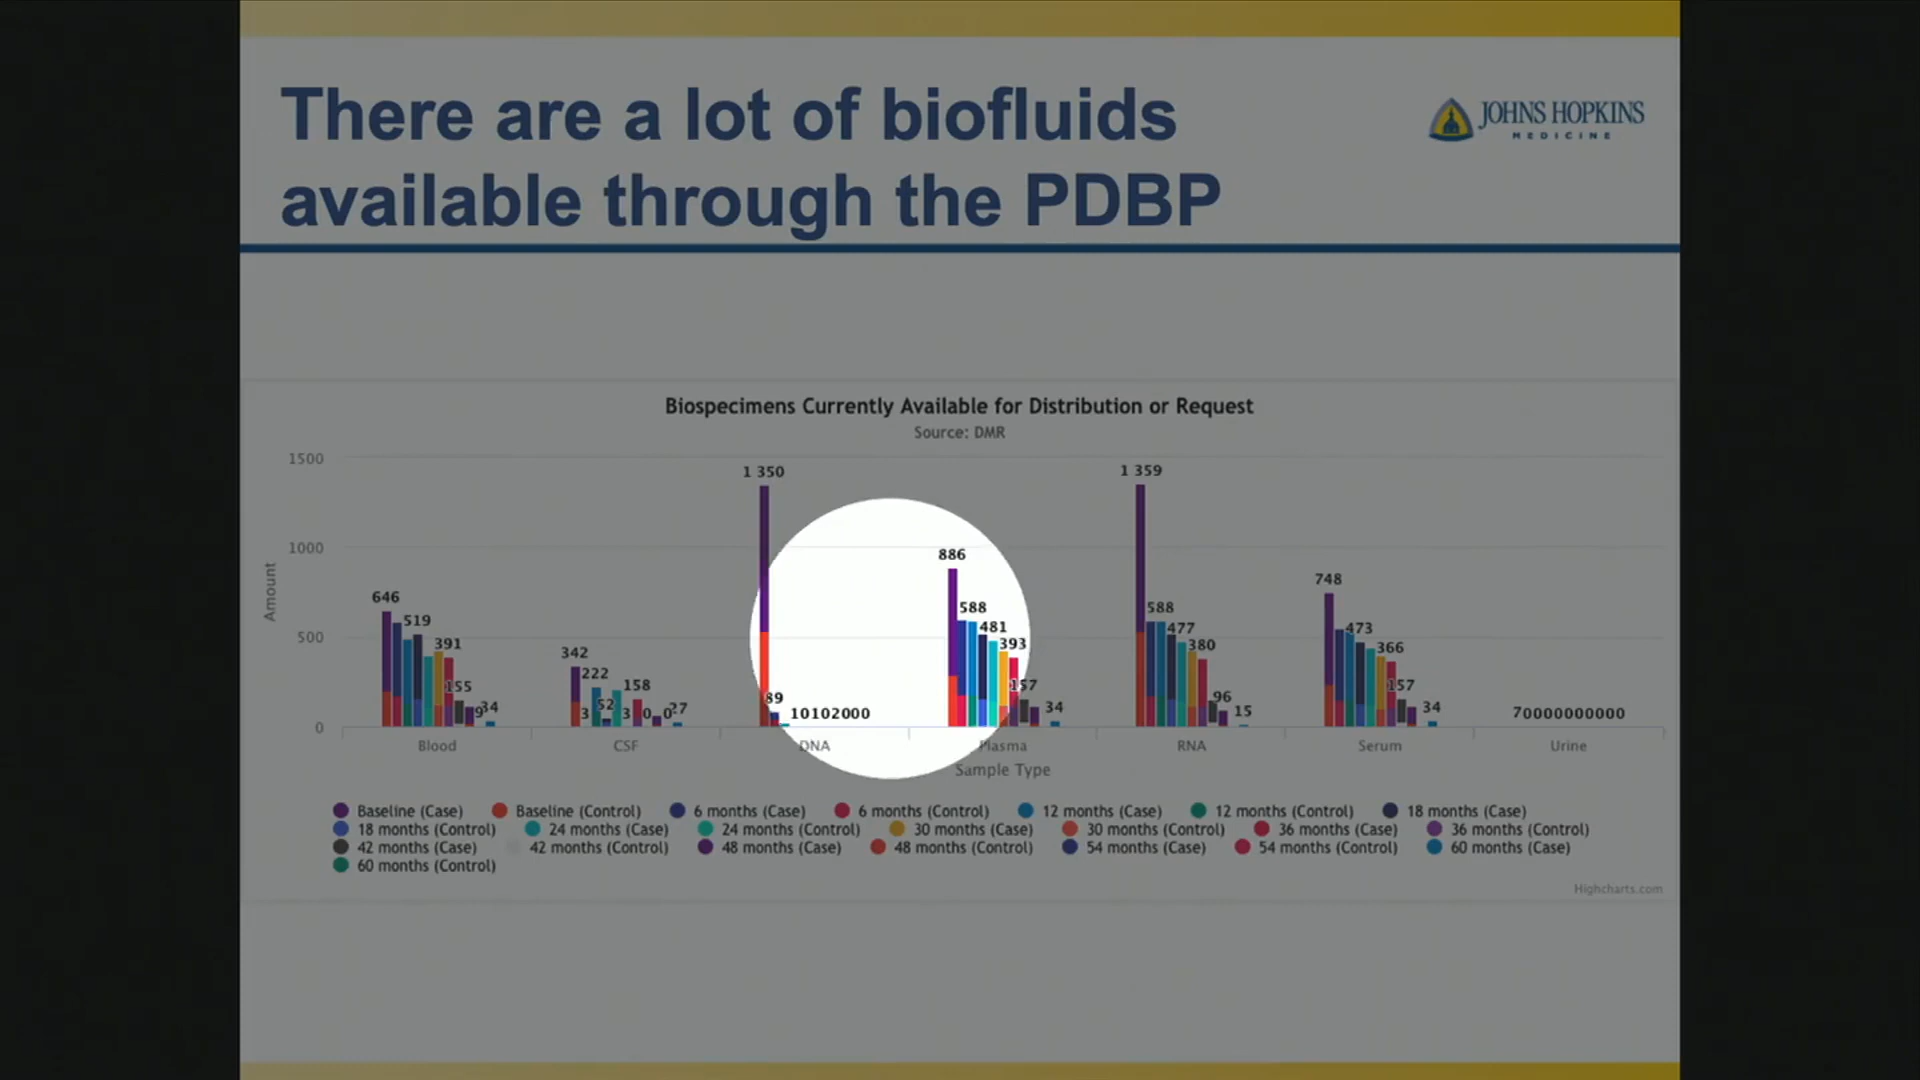 There are a lot of biofluids
available through the PDBP
JOHNS HOPKINS
MEDICINE
Biospecimens Currently Available for Distribution or Request
Source: DMR
1500
1000
500
0
Amount
646
519
391
155
9
34
342
222
158
3
52
3
0
0
27
1 350
89
10102000
886
588
481
393
157
34
1 359
588
477
380
96
15
748
473
366
157
34
70000000000
Blood CSF DNA Plasma RNA Serum Urine
Sample Type
Baseline (Case) Baseline (Control) 6 months (Case) 6 months (Control) 12 months (Case) 12 months (Control) 18 months (Case)
18 months (Control) 24 months (Case) 24 months (Control) 30 months (Case) 30 months (Control) 36 months (Case) 36 months (Control)
42 months (Case) 42 months (Control) 48 months (Case) 48 months (Control) 54 months (Case) 54 months (Control) 60 months (Case)
60 months (Control)
Highcharts.com